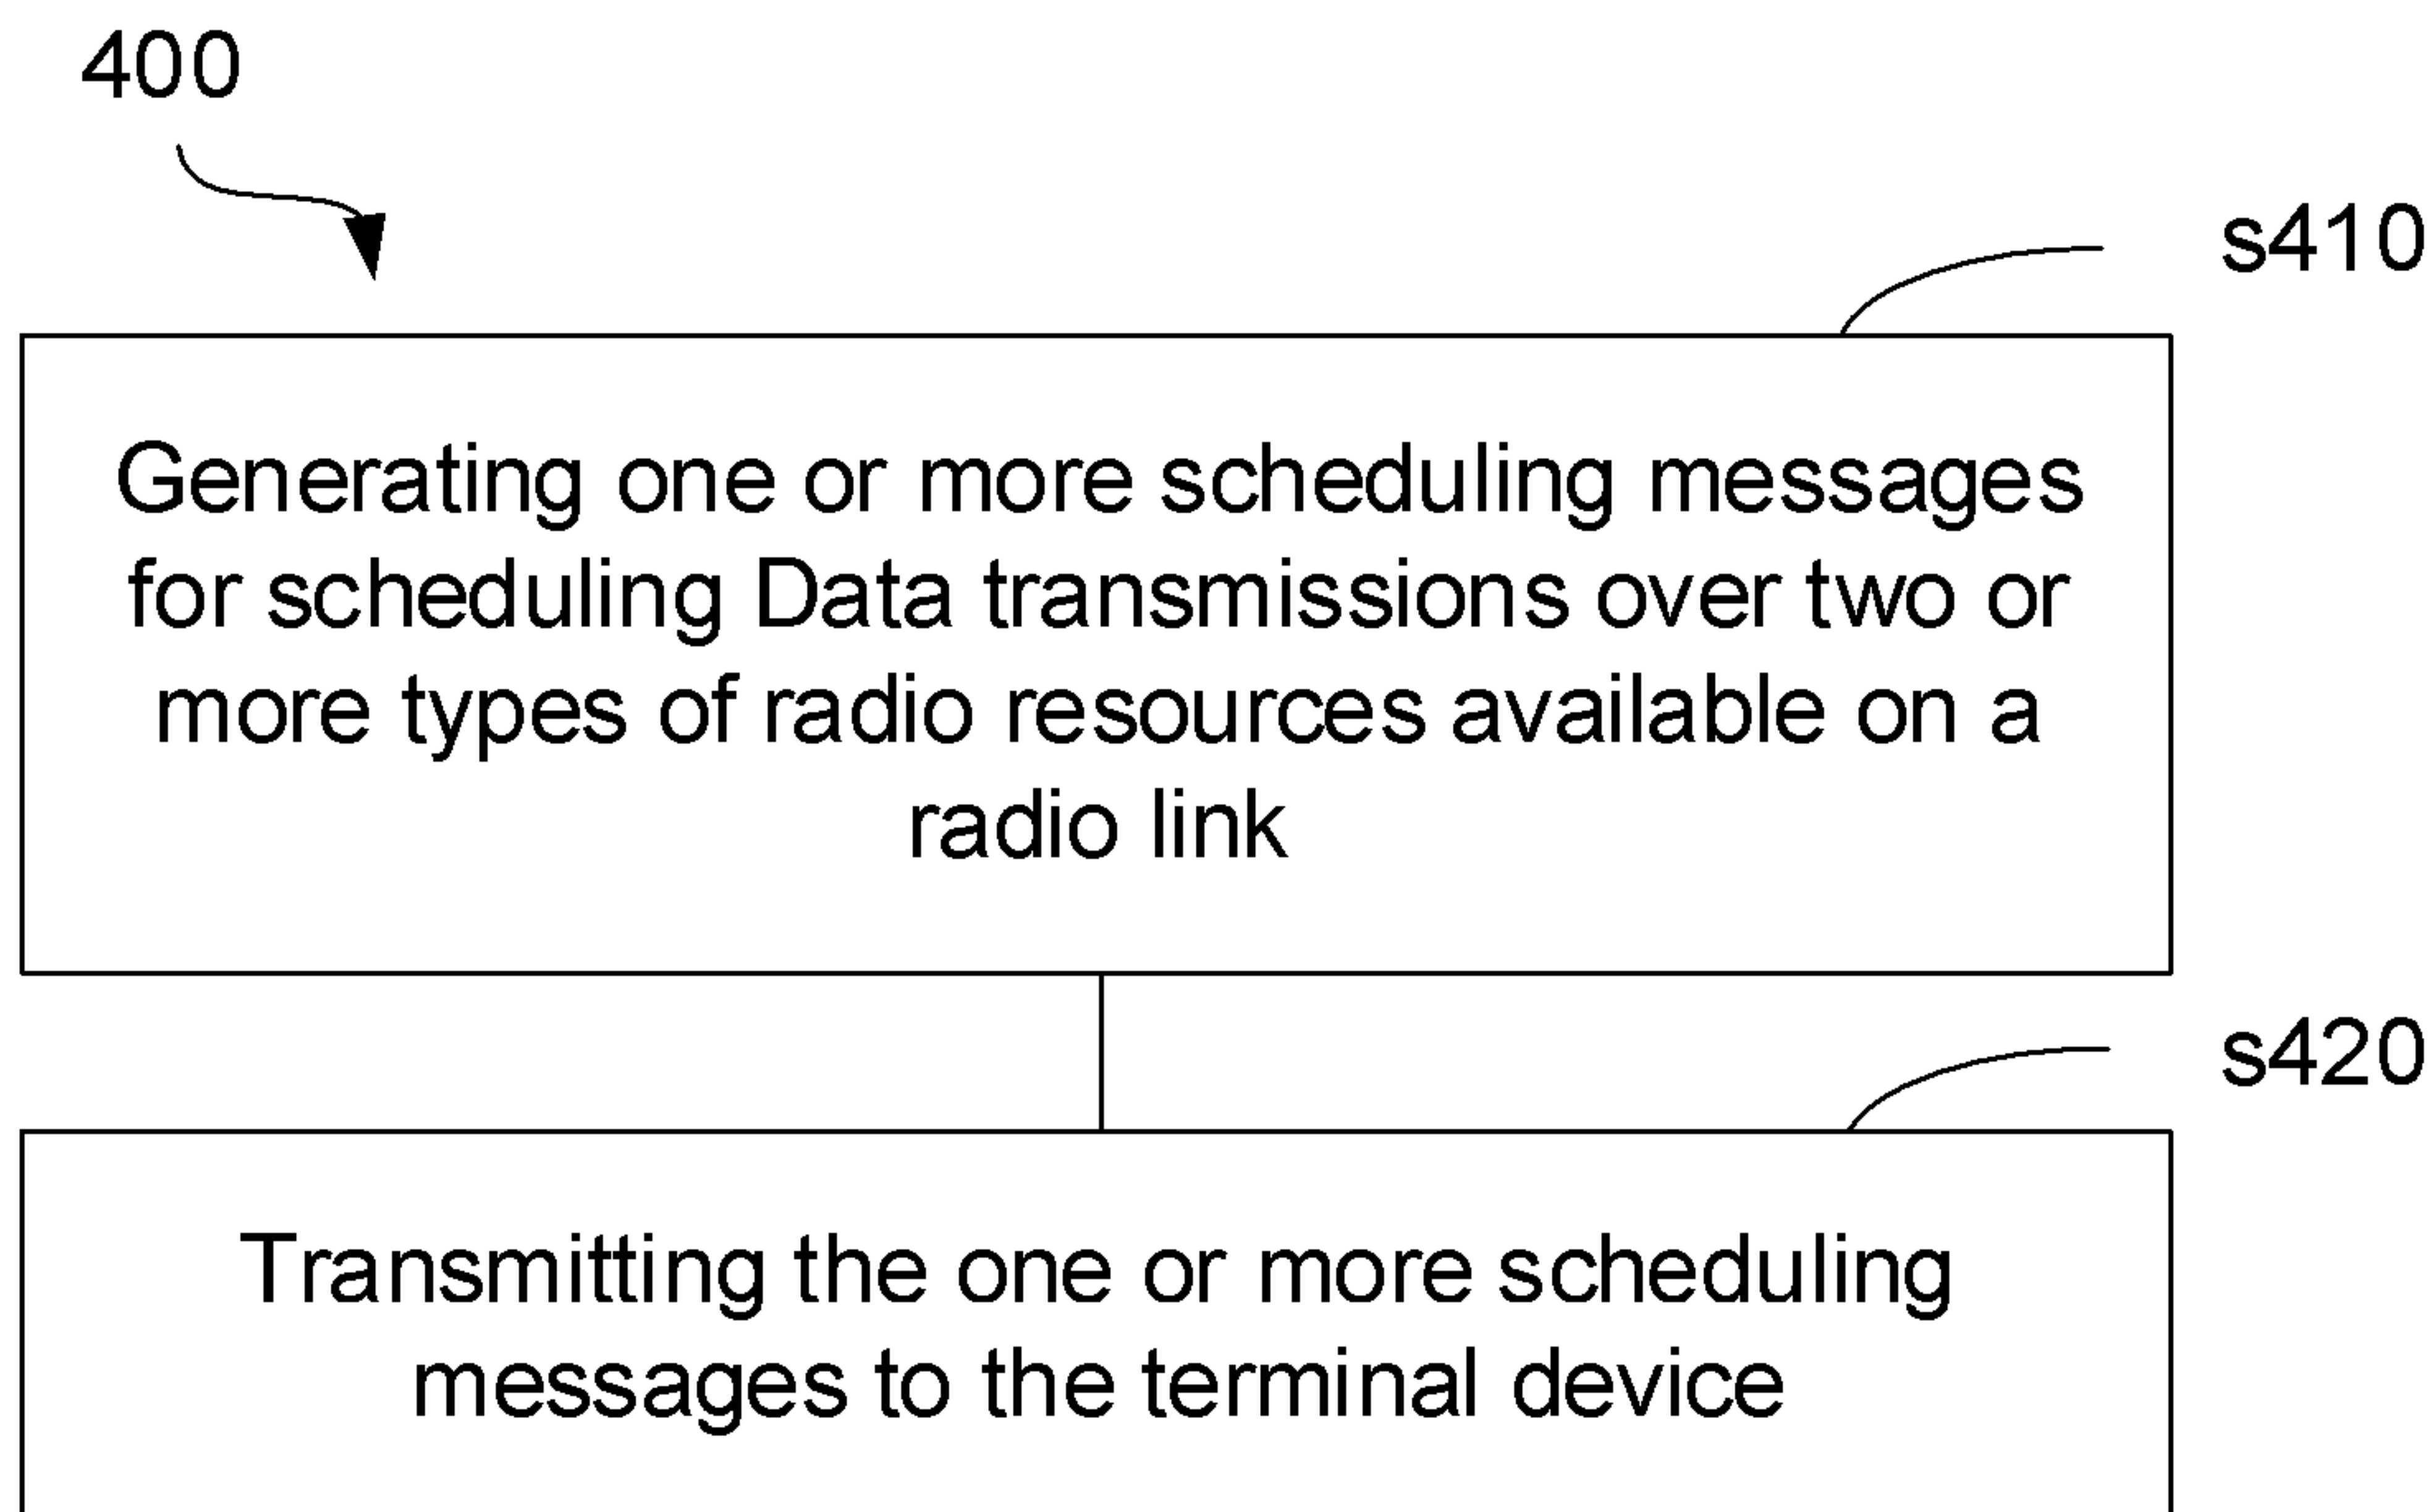 400
s410
Generating one or more scheduling messages
for scheduling Data transmissions over two or
more types of radio resources available on a
radio link
s420
Transmitting the one or more scheduling
messages to the terminal device